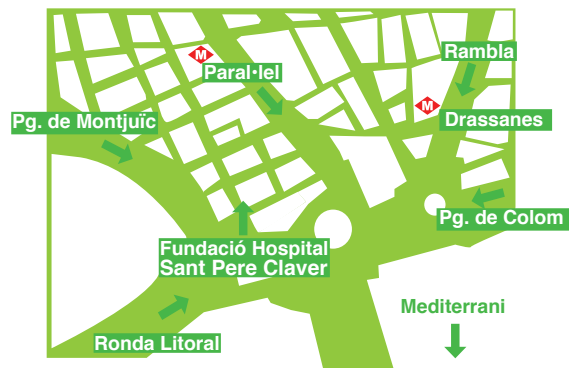 Rambla
M
Paral·lel
M
Pg. de Montjuïc
Drassanes
Pg. de Colom
Fundació Hospital
Sant Pere Claver
Mediterrani
Ronda Litoral